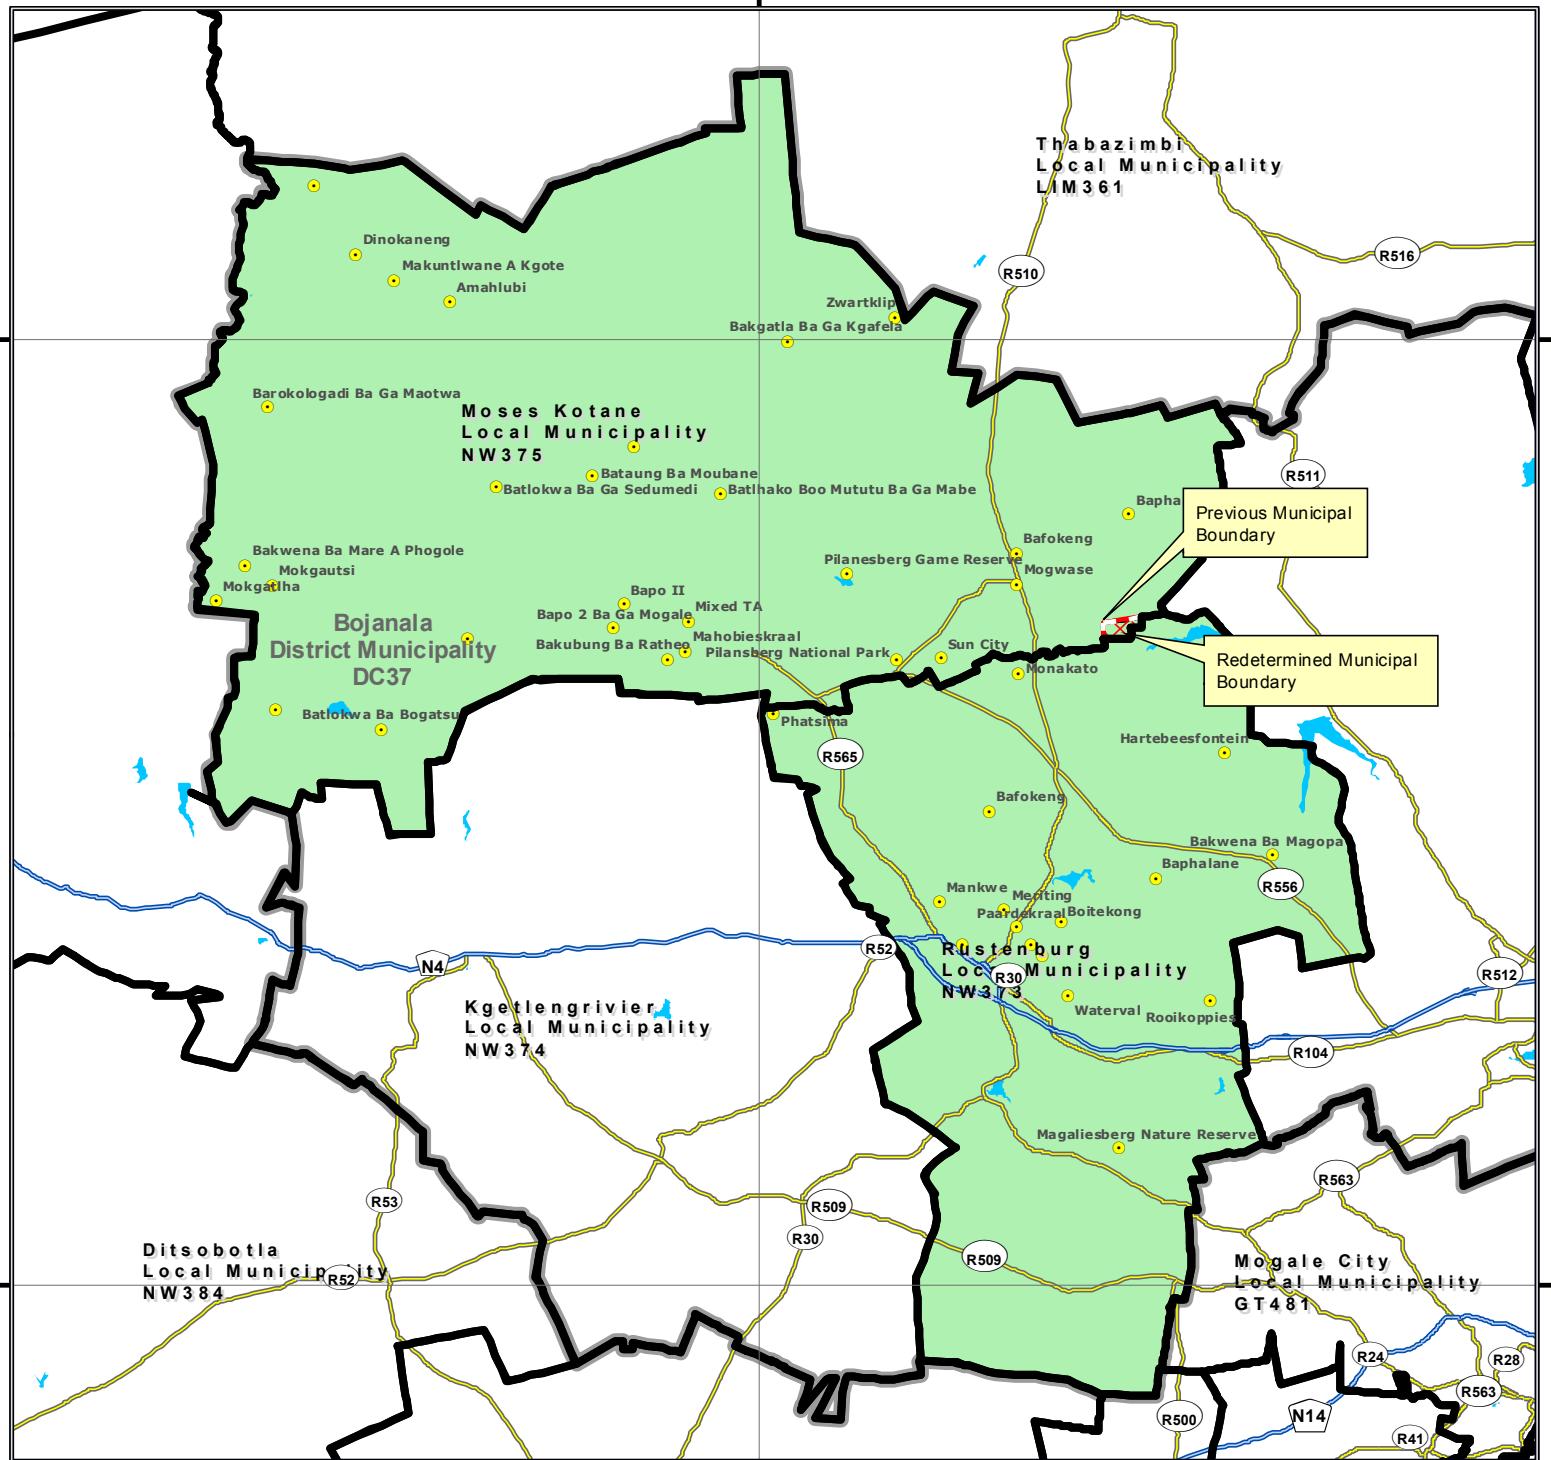 Thabazimbi
Local Municipality
LIM361
R510
R516
Dinokaneng
Makuntlwane A Kgote
Amahlubi
Zwartklip
Bakgatla Ba Ga Kgafela
Barokologadi Ba Ga Maotwa
Moses Kotane
Local Municipality
NW375
Bataung Ba Moubane
Batlokwa Ba Ga Sedumedi
Batlhako Boo Mututu Ba Ga Mabe
R511
Bapha
Previous Municipal
Boundary
Bafokeng
Bakwena Ba Mare A Phogole
Pilanesberg Game Reserve
Mokgautsi
Mogwase
Mokgatlha
Bapo II
Mixed TA
Bapo 2 Ba Ga Mogale
Bojanala
District Municipality
DC37
Mahobieskraal
Bakubung Ba Ratheo
Pilansberg National Park
Sun City
Monakato
Redetermined Municipal
Boundary
Batlokwa Ba Bogatsu
Phatsima
Hartebeesfontein
R565
Bafokeng
Bakwena Ba Magopa
Baphalane
R556
Mankwe
Meriting
Paardekraal
Boitekong
R52
Rustenburg
Local Municipality
NW373
R30
N4
R512
Kgetlengrivier
Local Municipality
NW374
Waterval
Rooikoppies
R104
Magaliesberg Nature Reserve
R563
R53
R509
R30
R509
Ditsobotla
Local Municipality
NW384
R52
Mogale City
Local Municipality
GT481
R24
R28
R563
R500
N14
R41